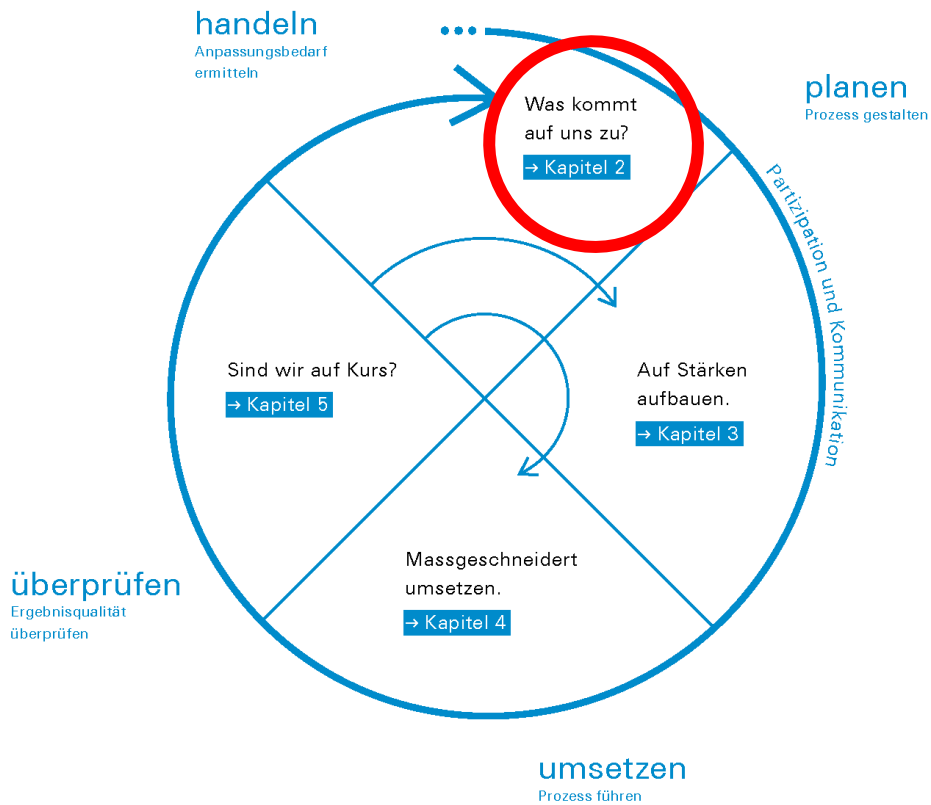 handeln
Anpassungsbedarf
ermitteln
planen
Prozess gestalten
Was kommt
auf uns zu?
→ Kapitel 2
Partizipation und Kommunikation
Sind wir auf Kurs?
→ Kapitel 5
Auf Stärken
aufbauen.
→ Kapitel 3
Massgeschneidert
umsetzen.
→ Kapitel 4
überprüfen
Ergebnisqualität
überprüfen
umsetzen
Prozess führen